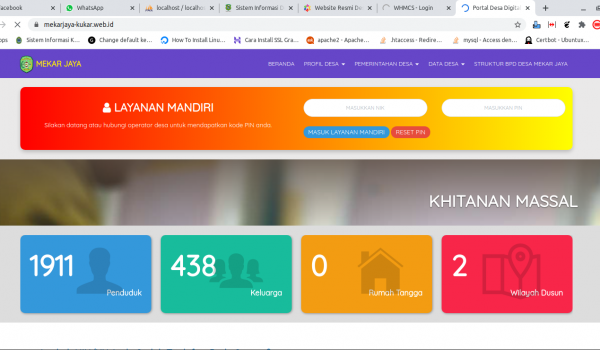 acebook
WhatsApp
localhost / localho
Sistem Informasi
Website Resmi De
WHMCS - Login
Portal Desa Digital
mekarjaya-kukar.web.id
ps
Sistem Informasi K...
Change default ke...
How To Install Linu...
Cara Install SSL Gra...
apache2 - Apache...
.htaccess - Redire...
mysql - Access den...
Certbot - Ubuntux...
MEKAR JAYA
BERANDA
PROFIL DESA
PEMERINTAHAN DESA
DATA DESA
STRUKTUR BPD DESA MEKAR JAYA
LAYANAN MANDIRI
Silakan datang atau hubungi operator desa untuk mendapatkan kode PIN anda.
MASUKKAN NIK
MASUKKAN PIN
MASUK LAYANAN MANDIRI
RESET PIN
KHITANAN MASSAL
1911
Penduduk
438
Keluarga
0
Rumah Tangga
2
Wilayah Dusun